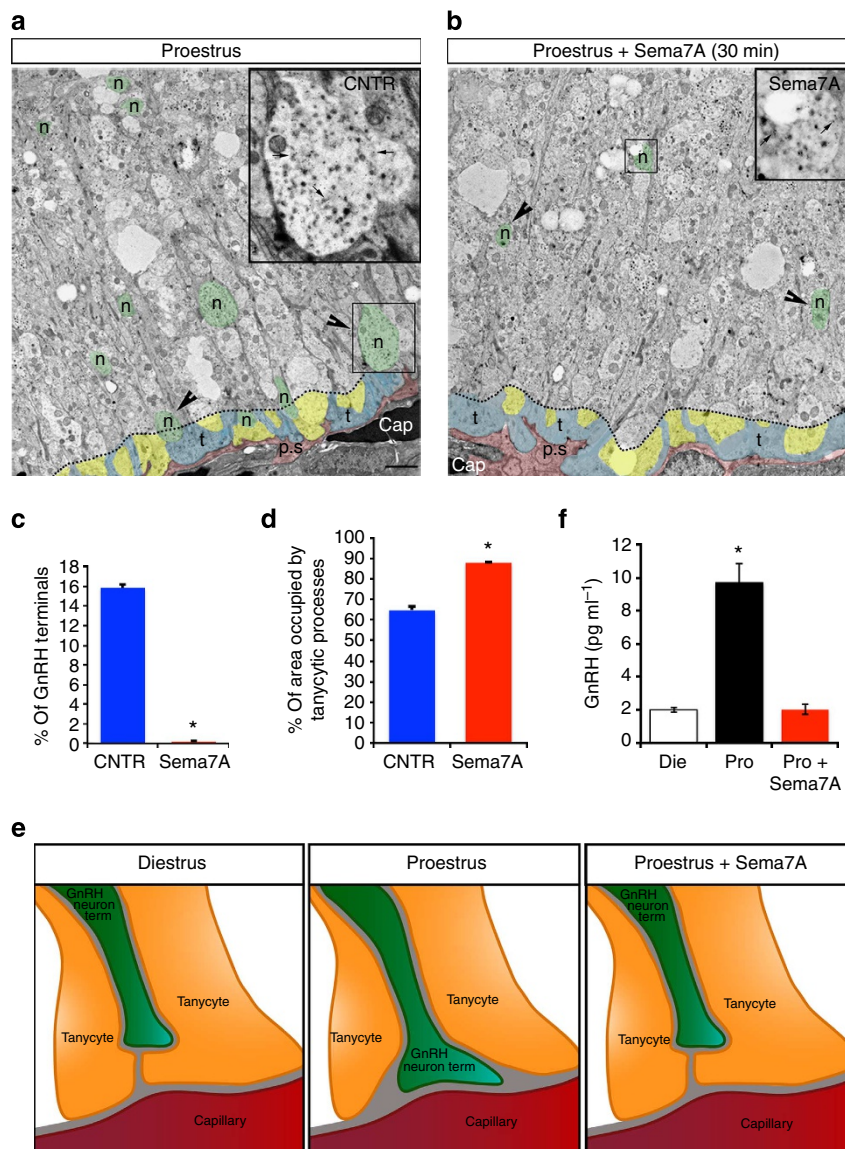 a
Proestrus
CNTR
n
n
n
n
n
n
n
n
n
n
t
t
p.s
Cap
b
Proestrus + Sema7A (30 min)
Sema7A
n
n
n
t
t
t
p.s
Cap
c
% Of GnRH terminals
18
16
14
12
10
8
6
4
2
0
*
CNTR
Sema7A
d
% Of area occupied by
tanycytic processes
100
90
80
70
60
50
40
30
20
10
0
*
CNTR
Sema7A
f
GnRH (pg ml⁻¹)
12
10
8
6
4
2
0
*
Die
Pro
Pro +
Sema7A
e
Diestrus
GnRH
neuron
term
Tanycyte
Tanycyte
Capillary
Proestrus
Tanycyte
Tanycyte
GnRH
neuron term
Capillary
Proestrus + Sema7A
GnRH
neuron
term
Tanycyte
Tanycyte
Capillary